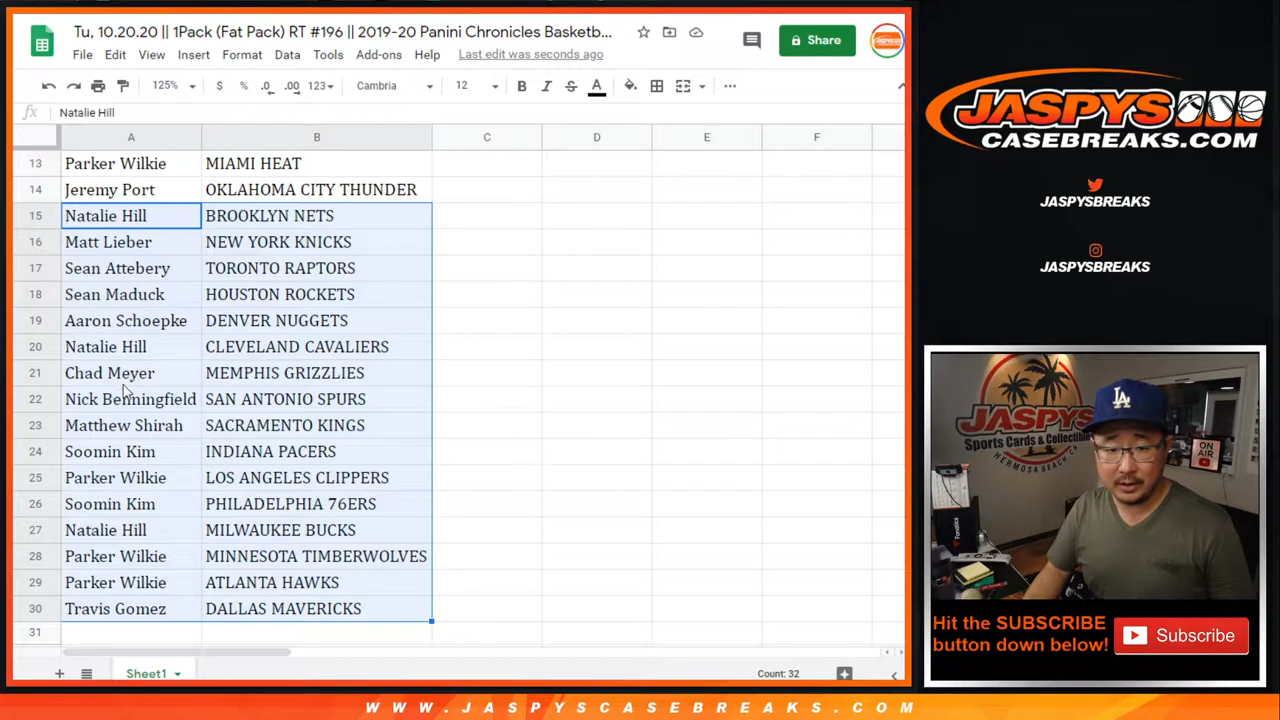 Tu, 10.20.20 || 1Pack (Fat Pack) RT #196 || 2019-20 Panini Chronicles Basketb...
Share
File Edit View Insert Format Data Tools Add-ons Help Last edit was seconds ago
125% $ % .0 .00 123 Cambria 12 B I S A
fx Natalie Hill
A B C D E F
13 Parker Wilkie MIAMI HEAT
14 Jeremy Port OKLAHOMA CITY THUNDER
15 Natalie Hill BROOKLYN NETS
16 Matt Lieber NEW YORK KNICKS
17 Sean Attebery TORONTO RAPTORS
18 Sean Maduck HOUSTON ROCKETS
19 Aaron Schoepke DENVER NUGGETS
20 Natalie Hill CLEVELAND CAVALIERS
21 Chad Meyer MEMPHIS GRIZZLIES
22 Nick Benningfield SAN ANTONIO SPURS
23 Matthew Shirah SACRAMENTO KINGS
24 Soomin Kim INDIANA PACERS
25 Parker Wilkie LOS ANGELES CLIPPERS
26 Soomin Kim PHILADELPHIA 76ERS
27 Natalie Hill MILWAUKEE BUCKS
28 Parker Wilkie MINNESOTA TIMBERWOLVES
29 Parker Wilkie ATLANTA HAWKS
30 Travis Gomez DALLAS MAVERICKS
31
Sheet1
Count: 32
JASPYS
CASEBREAKS.COM
JASPYSBREAKS
JASPYSBREAKS
JASPYS
Sports Cards & Collectible
HERMOSA BEACH
LA
ON AIR
Fanatics
Hit the SUBSCRIBE
button down below!
Subscribe
WWW.JASPYSCASEBREAKS.COM